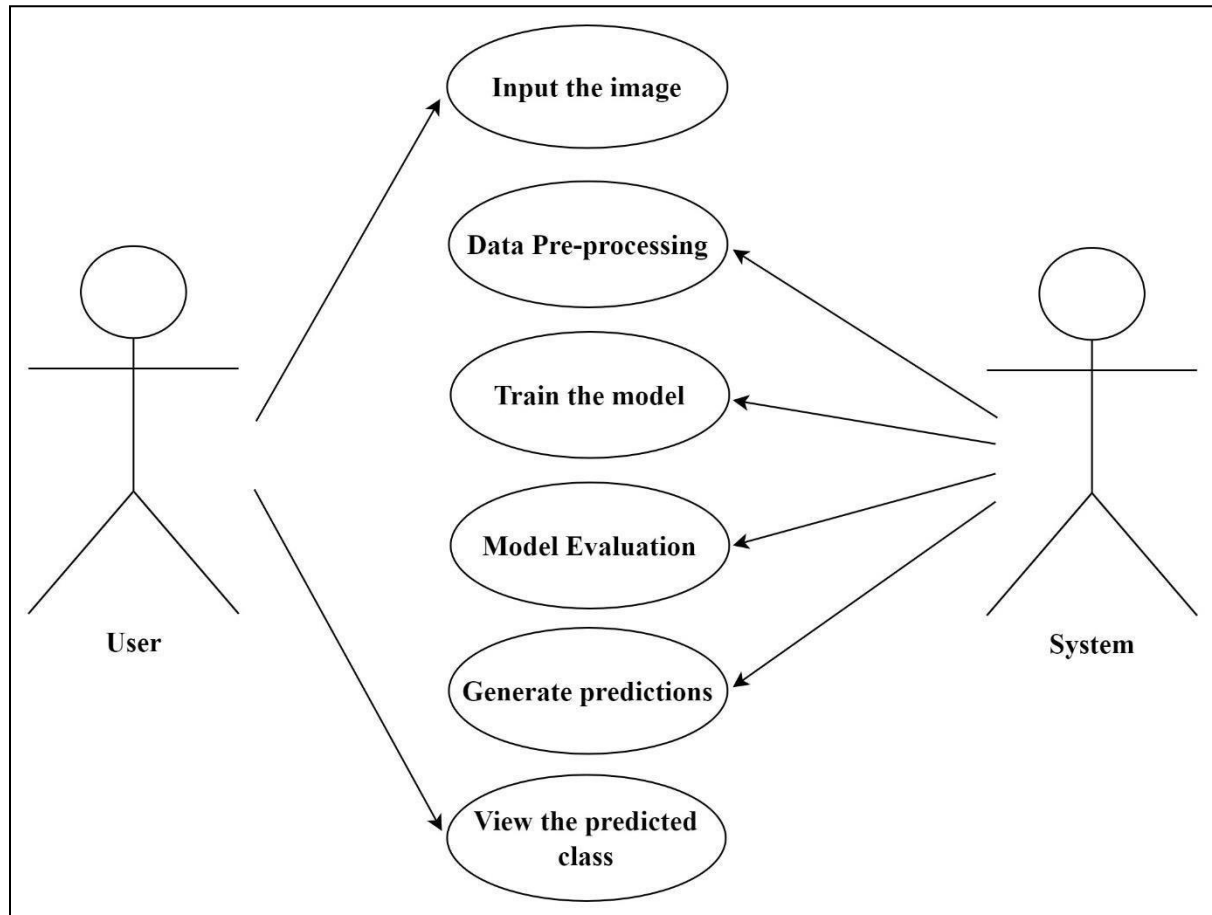 Input the image
Data Pre-processing
Train the model
Model Evaluation
User
System
Generate predictions
View the predicted
class